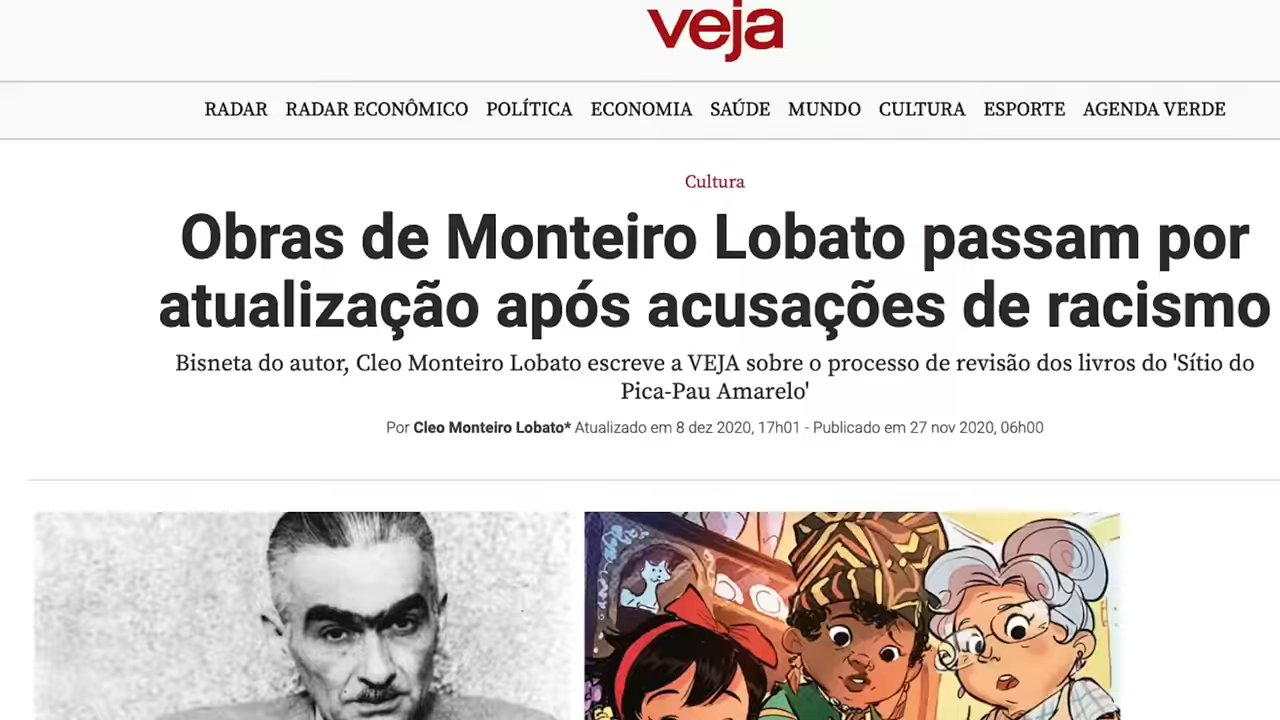 veja
RADAR RADAR ECONÔMICO POLÍTICA ECONOMIA SAÚDE MUNDO CULTURA ESPORTE AGENDA VERDE
Cultura
Obras de Monteiro Lobato passam por
atualização após acusações de racismo
Bisneta do autor, Cleo Monteiro Lobato escreve a VEJA sobre o processo de revisão dos livros do 'Sítio do
Pica-Pau Amarelo'
Por Cleo Monteiro Lobato* Atualizado em 8 dez 2020, 17h01 - Publicado em 27 nov 2020, 06h00